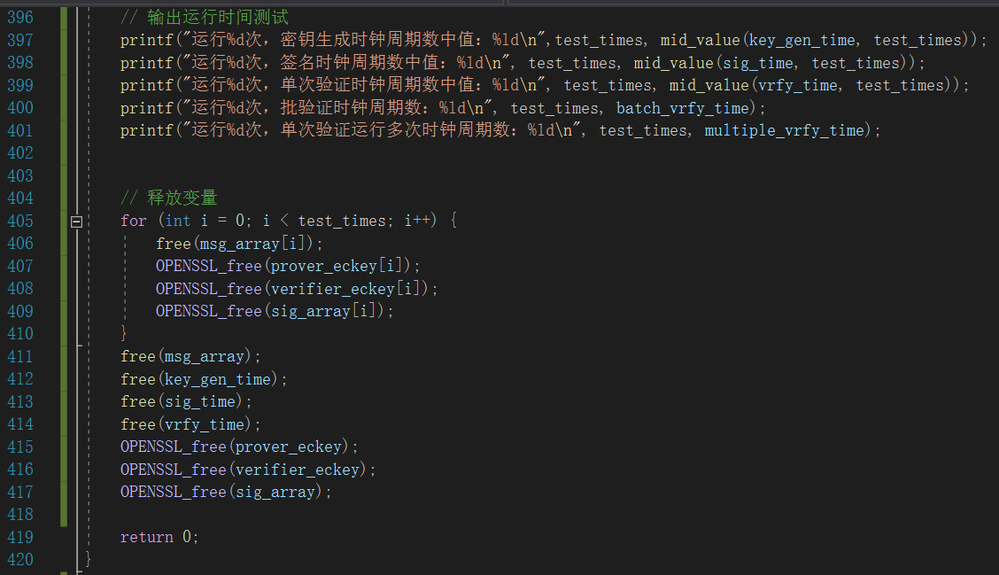 396 // 输出运行时间测试
397 printf("运行%d次，密钥生成时钟周期数中值：%ld\n",test_times, mid_value(key_gen_time, test_times));
398 printf("运行%d次，签名时钟周期数中值：%ld\n", test_times, mid_value(sig_time, test_times));
399 printf("运行%d次，单次验证时钟周期数中值：%ld\n", test_times, mid_value(vrfy_time, test_times));
400 printf("运行%d次，批验证时钟周期数：%ld\n", test_times, batch_vrfy_time);
401 printf("运行%d次，单次验证运行多次时钟周期数：%ld\n", test_times, multiple_vrfy_time);
402
403
404 // 释放变量
405 for (int i = 0; i < test_times; i++) {
406 free(msg_array[i]);
407 OPENSSL_free(prover_eckey[i]);
408 OPENSSL_free(verifier_eckey[i]);
409 OPENSSL_free(sig_array[i]);
410 }
411 free(msg_array);
412 free(key_gen_time);
413 free(sig_time);
414 free(vrfy_time);
415 OPENSSL_free(prover_eckey);
416 OPENSSL_free(verifier_eckey);
417 OPENSSL_free(sig_array);
418
419 return 0;
420 }